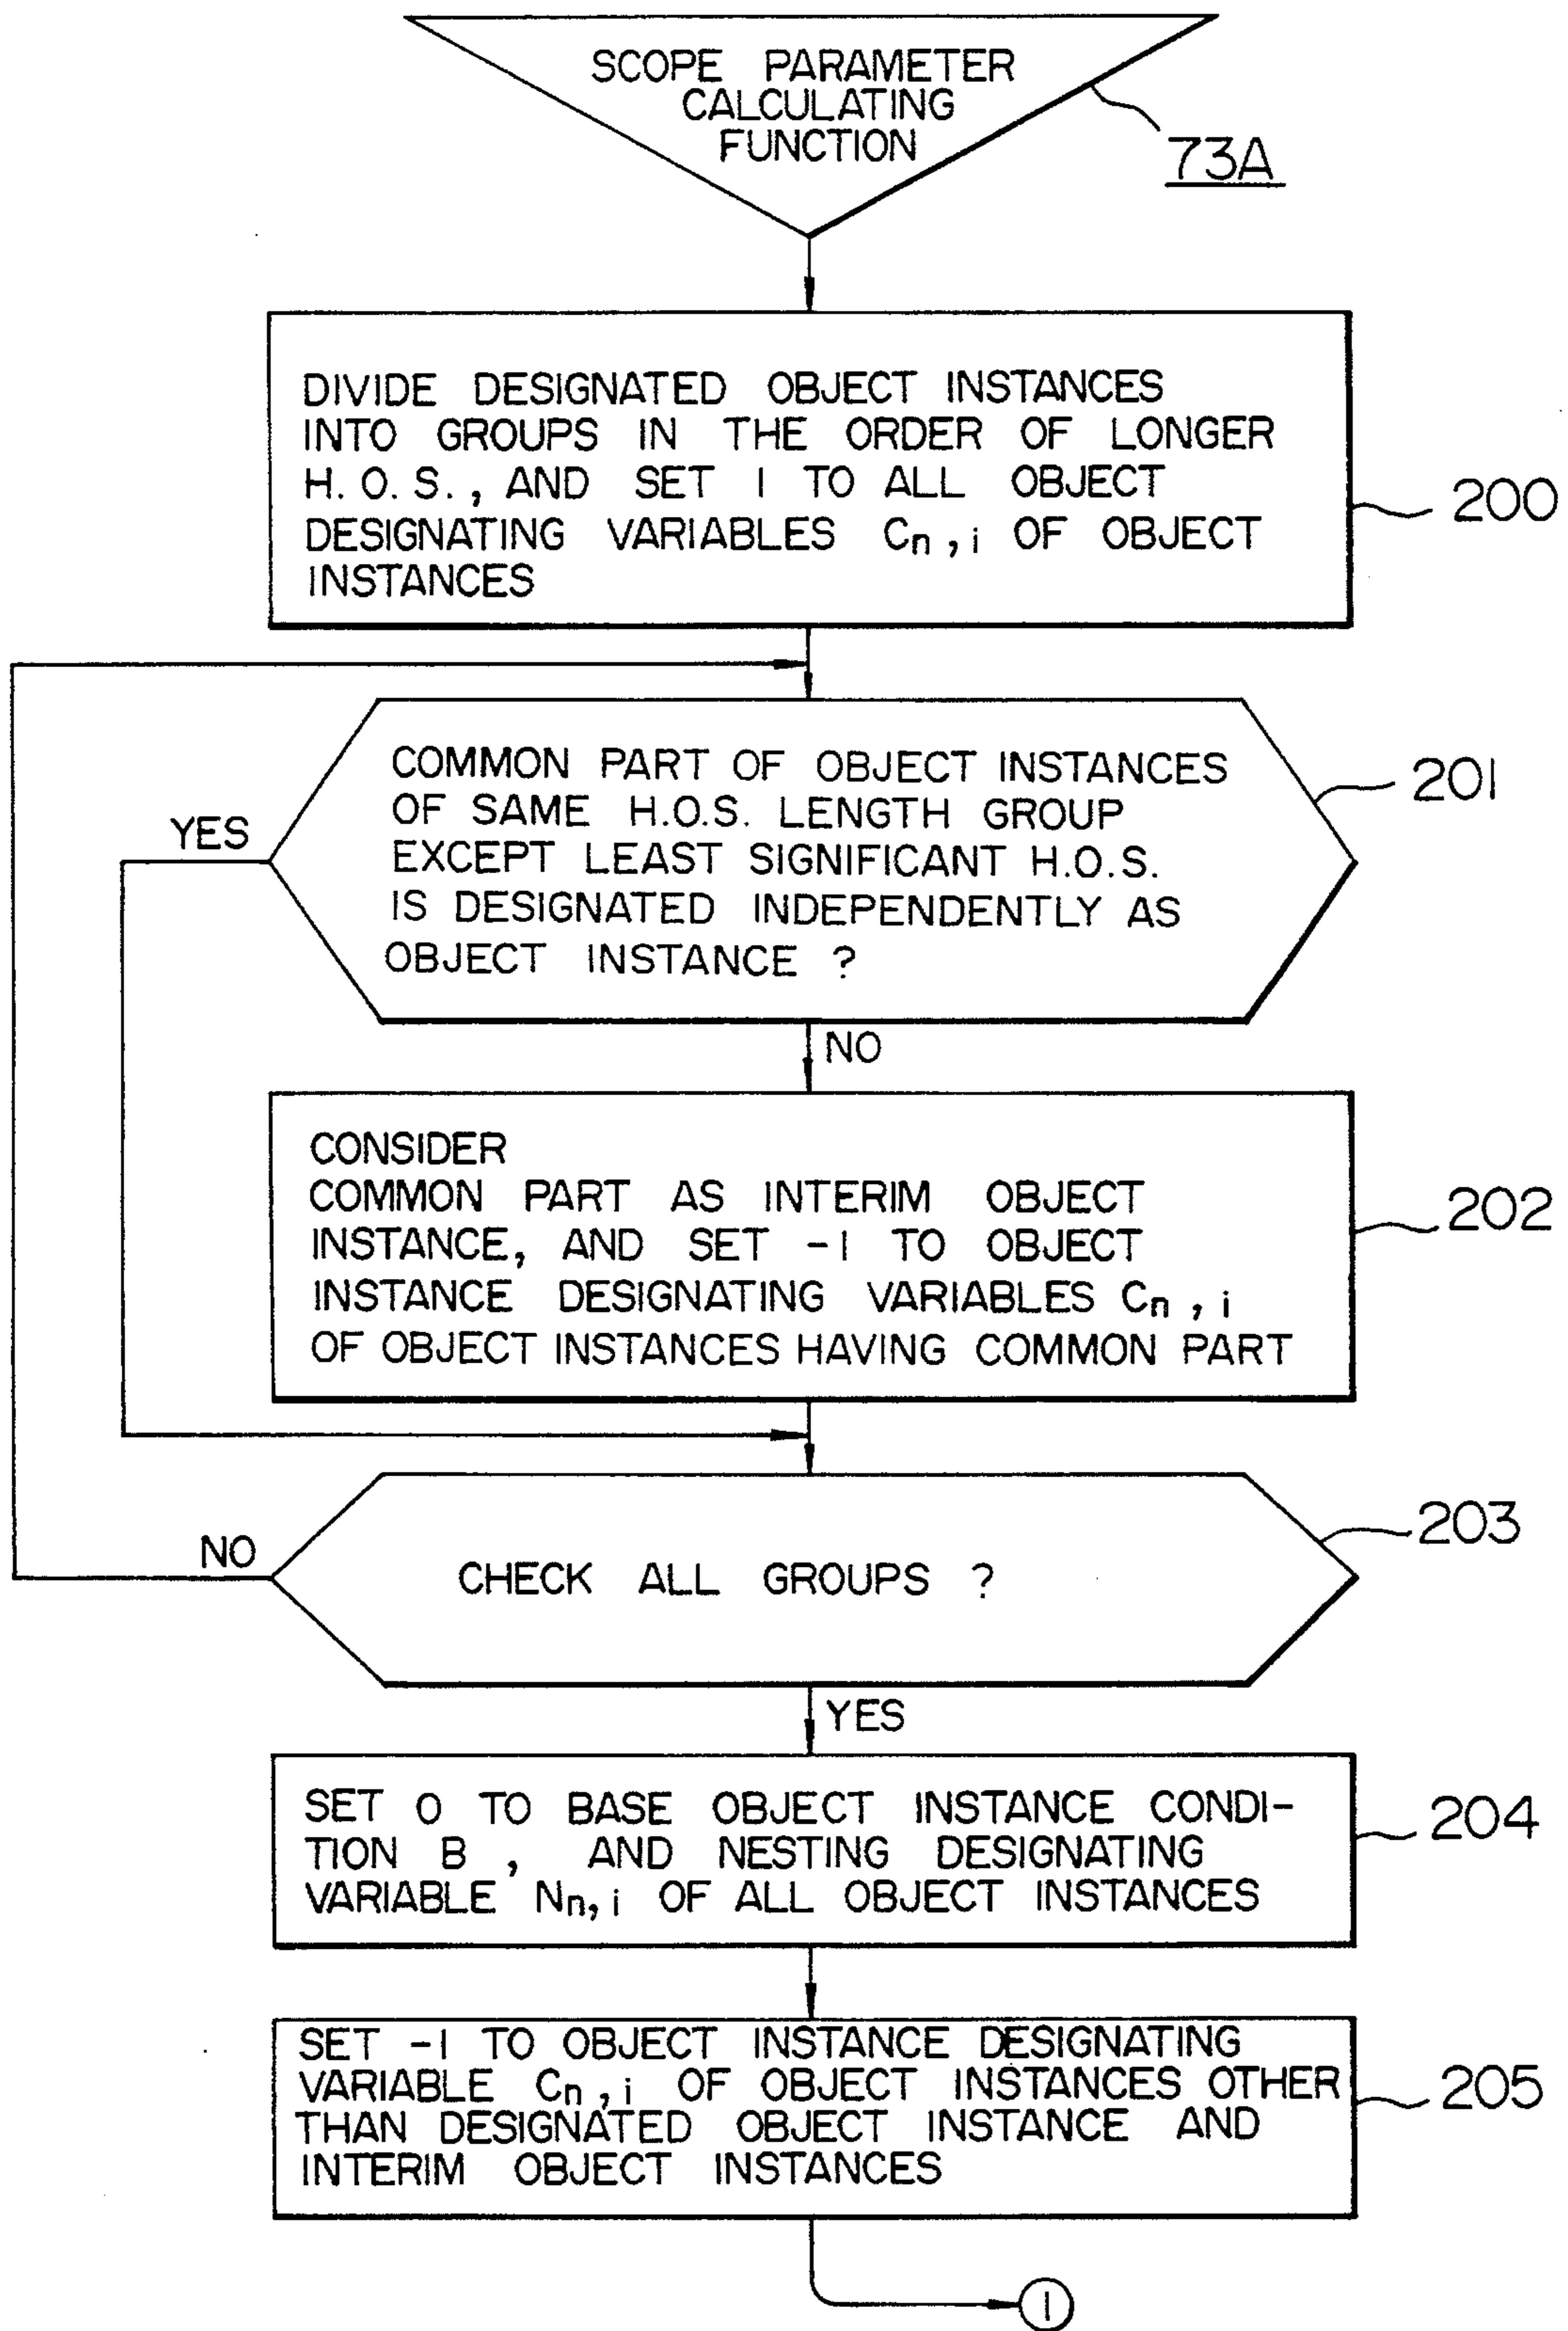 SCOPE PARAMETER
CALCULATING
FUNCTION
73A
DIVIDE DESIGNATED OBJECT INSTANCES
INTO GROUPS IN THE ORDER OF LONGER
H.O.S., AND SET 1 TO ALL OBJECT
DESIGNATING VARIABLES Cn,i OF OBJECT
INSTANCES
200
COMMON PART OF OBJECT INSTANCES
OF SAME H.O.S. LENGTH GROUP
EXCEPT LEAST SIGNIFICANT H.O.S.
IS DESIGNATED INDEPENDENTLY AS
OBJECT INSTANCE ?
201
YES
NO
CONSIDER
COMMON PART AS INTERIM OBJECT
INSTANCE, AND SET -1 TO OBJECT
INSTANCE DESIGNATING VARIABLES Cn,i
OF OBJECT INSTANCES HAVING COMMON PART
202
CHECK ALL GROUPS ?
203
NO
YES
SET 0 TO BASE OBJECT INSTANCE CONDI-
TION B , AND NESTING DESIGNATING
VARIABLE Nn,i OF ALL OBJECT INSTANCES
204
SET -1 TO OBJECT INSTANCE DESIGNATING
VARIABLE Cn,i OF OBJECT INSTANCES OTHER
THAN DESIGNATED OBJECT INSTANCE AND
INTERIM OBJECT INSTANCES
205
1